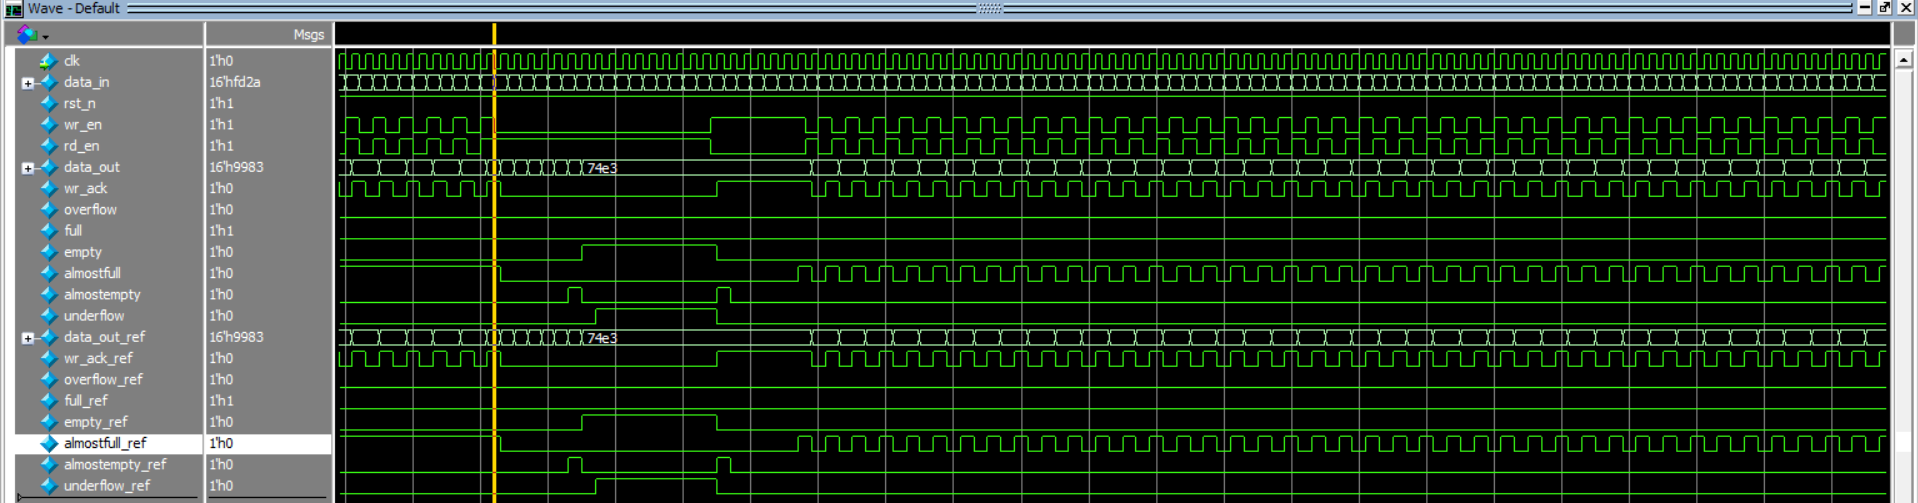 Wave - Default
Msgs
clk 1'h0
data_in 16'hfd2a
rst_n 1'h1
wr_en 1'h1
rd_en 1'h1
data_out 16'h9983 74e3
wr_ack 1'h0
overflow 1'h0
full 1'h1
empty 1'h0
almostfull 1'h0
almostempty 1'h0
underflow 1'h0
data_out_ref 16'h9983 74e3
wr_ack_ref 1'h0
overflow_ref 1'h0
full_ref 1'h1
empty_ref 1'h0
almostfull_ref 1'h0
almostempty_ref 1'h0
underflow_ref 1'h0